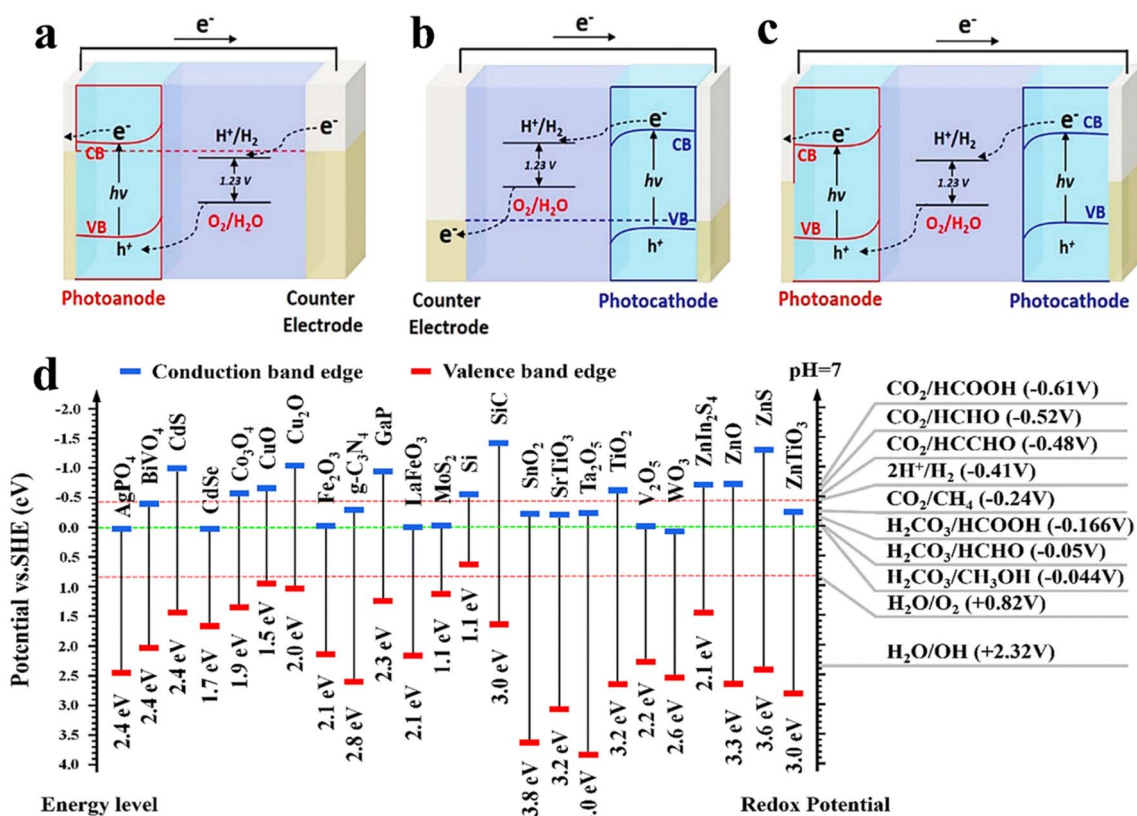 a
e⁻
e⁻
e⁻
H⁺/H₂
CB
hν
1.23 V
VB
O₂/H₂O
h⁺
Photoanode
Counter
Electrode
b
e⁻
e⁻
H⁺/H₂
CB
hν
1.23 V
O₂/H₂O
VB
e⁻
h⁺
Counter
Electrode
Photocathode
c
e⁻
e⁻
e⁻
CB
H⁺/H₂
CB
hν
1.23 V
hν
VB
O₂/H₂O
VB
h⁺
h⁺
Photoanode
Photocathode
d
Conduction band edge
Valence band edge
pH=7
Potential vs.SHE (eV)
-2.0
-1.5
-1.0
-0.5
0.0
0.5
1.0
1.5
2.0
2.5
3.0
3.5
4.0
AgPO₄
BiVO₄
CdS
CdSe
Co₃O₄
CuO
Cu₂O
Fe₂O₃
g-C₃N₄
GaP
LaFeO₃
MoS₂
Si
SiC
SnO₂
SrTiO₃
Ta₂O₅
TiO₂
V₂O₅
WO₃
ZnIn₂S₄
ZnO
ZnS
ZnTiO₃
2.4 eV
2.4 eV
2.4 eV
1.7 eV
1.9 eV
1.5 eV
2.0 eV
2.1 eV
2.8 eV
2.3 eV
2.1 eV
1.1 eV
1.1 eV
3.0 eV
3.8 eV
3.2 eV
.0 eV
3.2 eV
2.2 eV
2.6 eV
2.1 eV
3.3 eV
3.6 eV
3.0 eV
CO₂/HCOOH (-0.61V)
CO₂/HCHO (-0.52V)
CO₂/HCCHO (-0.48V)
2H⁺/H₂ (-0.41V)
CO₂/CH₄ (-0.24V)
H₂CO₃/HCOOH (-0.166V)
H₂CO₃/HCHO (-0.05V)
H₂CO₃/CH₃OH (-0.044V)
H₂O/O₂ (+0.82V)
H₂O/OH (+2.32V)
Energy level
Redox Potential